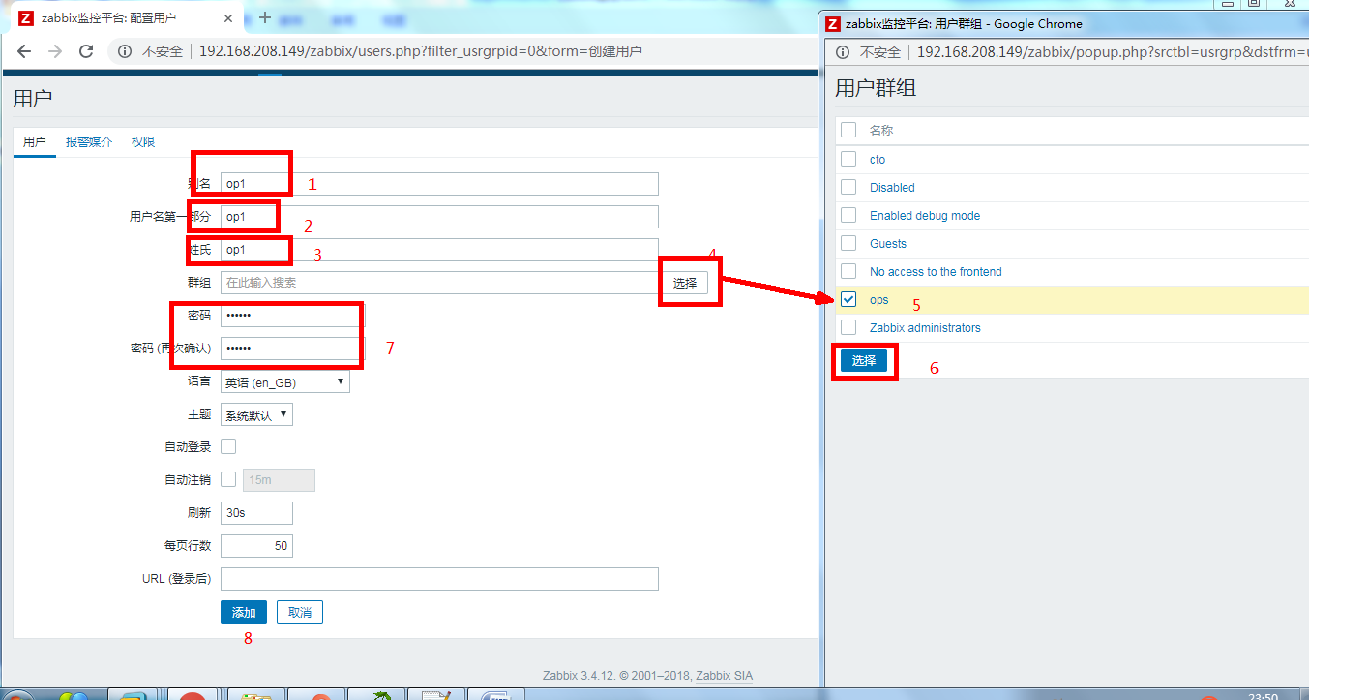 zabbix监控平台: 配置用户
不安全 | 192.168.208.149/zabbix/users.php?filter_usrgrpid=0&form=创建用户
用户
用户 报警媒介 权限
别名 op1 1
用户名第一部分 op1 2
姓氏 op1 3
群组 在此输入搜索 选择 4
密码 ••••••
密码 (再次确认) •••••• 7
语言 英语 (en_GB)
主题 系统默认
自动登录
自动注销 15m
刷新 30s
每页行数 50
URL (登录后)
添加 取消
8
Zabbix 3.4.12. © 2001–2018, Zabbix SIA
zabbix监控平台: 用户群组 - Google Chrome
不安全 | 192.168.208.149/zabbix/popup.php?srctbl=usrgrp&dstfrm=u
用户群组
名称
cto
Disabled
Enabled debug mode
Guests
No access to the frontend
ops 5
Zabbix administrators
选择 6
23:50